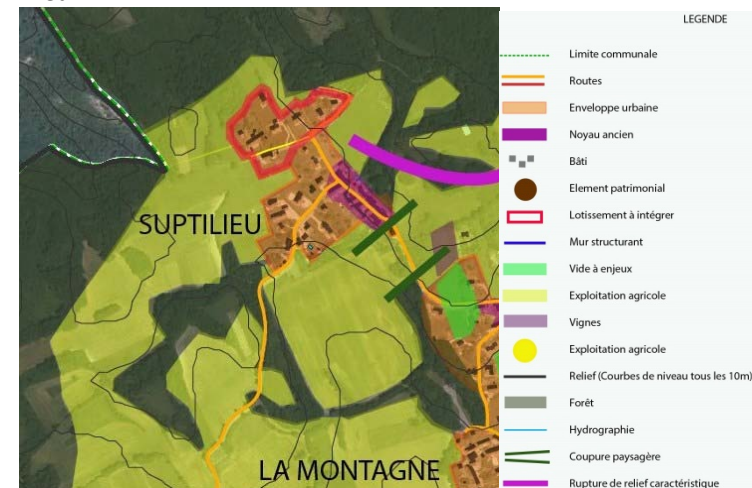 LEGENDE
Limite communale
Routes
Enveloppe urbaine
Noyau ancien
Bâti
Element patrimonial
Lotissement à intégrer
Mur structurant
Vide à enjeux
Exploitation agricole
Vignes
Exploitation agricole
Relief (Courbes de niveau tous les 10m)
Forêt
Hydrographie
Coupure paysagère
Rupture de relief caractéristique
SUPTILIEU
LA MONTAGNE